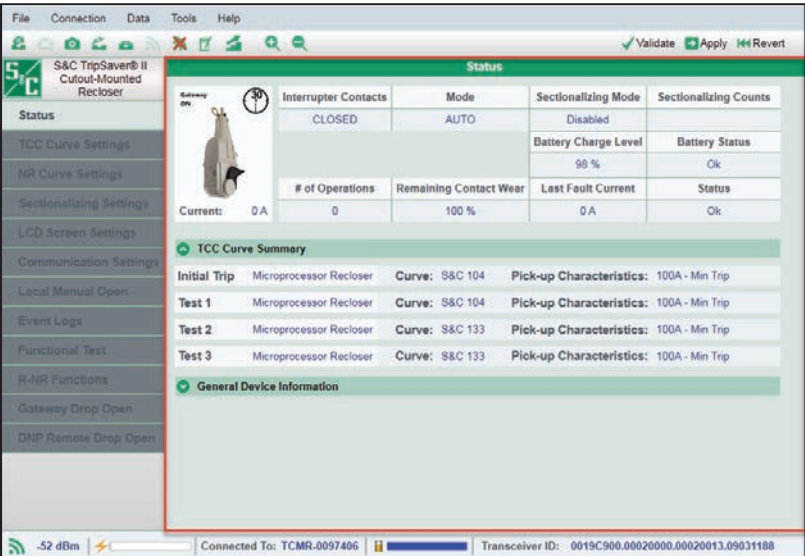 File Connection Data Tools Help
Validate Apply Revert
S&C TripSaver® II
Cutout-Mounted
Recloser
Status
TCC Curve Settings
NR Curve Settings
Sectionalizing Settings
LCD Screen Settings
Communication Settings
Local Manual Open
Event Logs
Functional Test
R-NR Functions
Gateway Drop Open
DNP Remote Drop Open
Status
Gateway
ON
30
Current: 0 A
Interrupter Contacts Mode Sectionalizing Mode Sectionalizing Counts
CLOSED AUTO Disabled
Battery Charge Level Battery Status
98 % Ok
# of Operations Remaining Contact Wear Last Fault Current Status
0 100 % 0 A Ok
TCC Curve Summary
Initial Trip Microprocessor Recloser Curve: S&C 104 Pick-up Characteristics: 100A - Min Trip
Test 1 Microprocessor Recloser Curve: S&C 104 Pick-up Characteristics: 100A - Min Trip
Test 2 Microprocessor Recloser Curve: S&C 133 Pick-up Characteristics: 100A - Min Trip
Test 3 Microprocessor Recloser Curve: S&C 133 Pick-up Characteristics: 100A - Min Trip
General Device Information
-52 dBm Connected To: TCMR-0097406 Transceiver ID: 0019C900.00020000.00020013.09031188